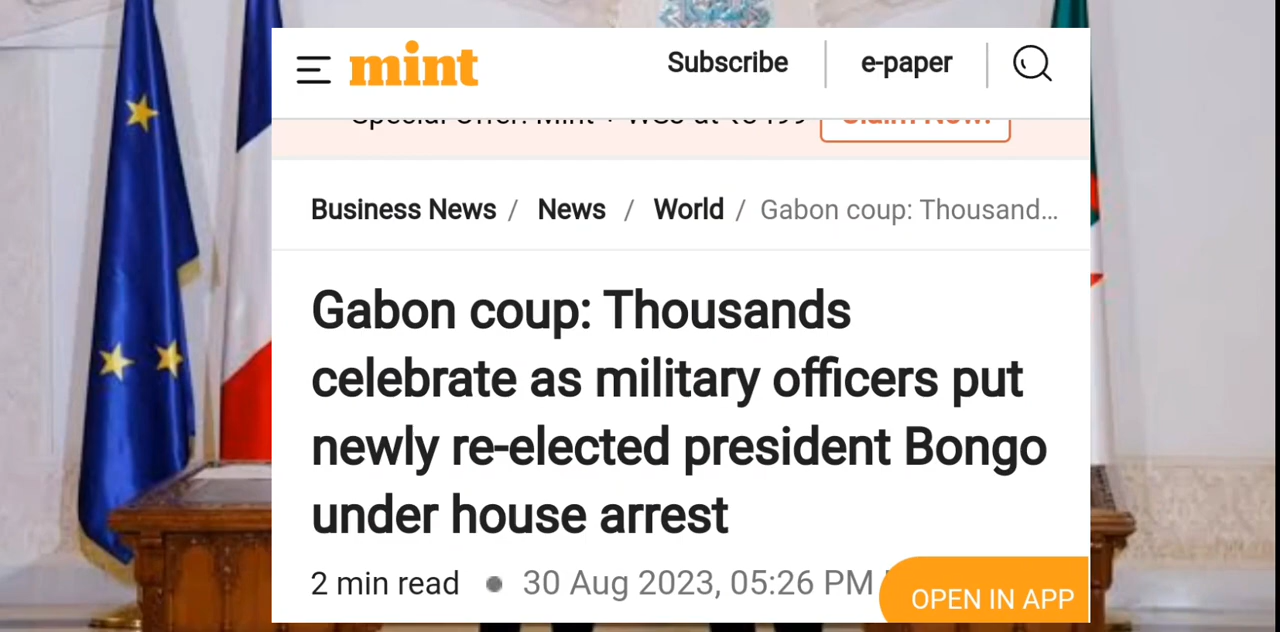 mint
Subscribe
e-paper
Business News / News / World / Gabon coup: Thousand...
Gabon coup: Thousands
celebrate as military officers put
newly re-elected president Bongo
under house arrest
2 min read • 30 Aug 2023, 05:26 PM
OPEN IN APP